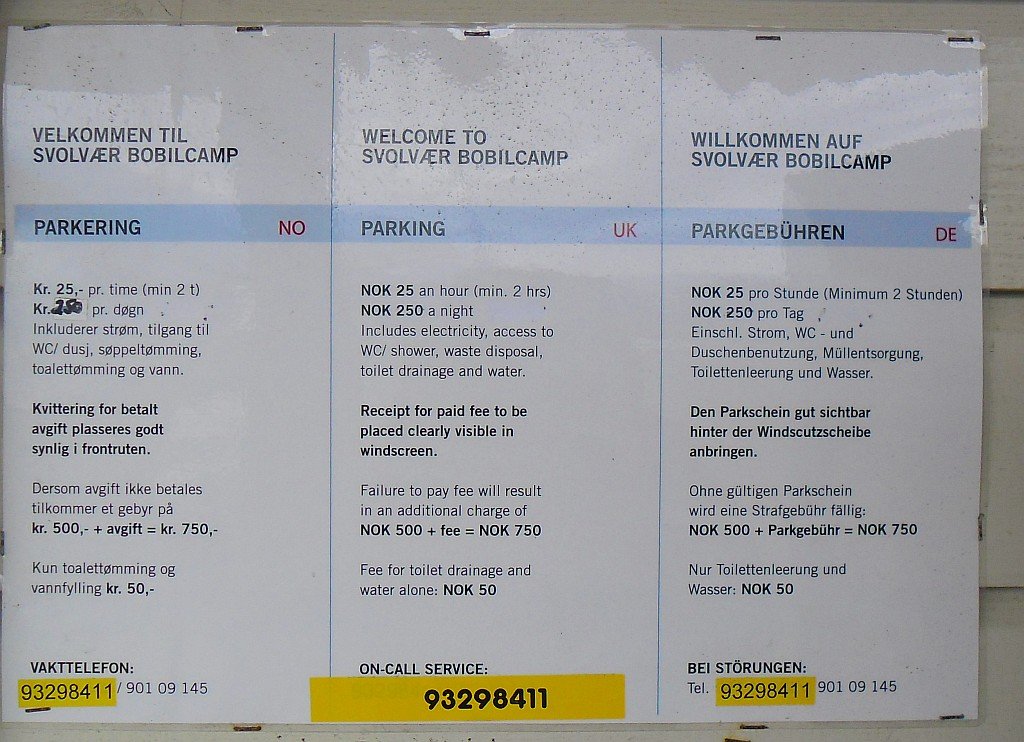 VELKOMMEN TIL
SVOLVÆR BOBILCAMP
PARKERING NO
Kr. 25,- pr. time (min 2 t)
Kr. 250 pr. døgn
Inkluderer strøm, tilgang til
WC/ dusj, søppeltømming,
toalettømming og vann.
Kvittering for betalt
avgift plasseres godt
synlig i frontruten.
Dersom avgift ikke betales
tilkommer et gebyr på
kr. 500,- + avgift = kr. 750,-
Kun toalettømming og
vannfylling kr. 50,-
VAKTTELEFON:
93298411 / 901 09 145
WELCOME TO
SVOLVÆR BOBILCAMP
PARKING UK
NOK 25 an hour (min. 2 hrs)
NOK 250 a night
Includes electricity, access to
WC/ shower, waste disposal,
toilet drainage and water.
Receipt for paid fee to be
placed clearly visible in
windscreen.
Failure to pay fee will result
in an additional charge of
NOK 500 + fee = NOK 750
Fee for toilet drainage and
water alone: NOK 50
ON-CALL SERVICE:
93298411
WILLKOMMEN AUF
SVOLVÆR BOBILCAMP
PARKGEBÜHREN DE
NOK 25 pro Stunde (Minimum 2 Stunden)
NOK 250 pro Tag
Einschl. Strom, WC - und
Duschenbenutzung, Müllentsorgung,
Toilettenleerung und Wasser.
Den Parkschein gut sichtbar
hinter der Windscutzscheibe
anbringen.
Ohne gültigen Parkschein
wird eine Strafgebühr fällig:
NOK 500 + Parkgebühr = NOK 750
Nur Toilettenleerung und
Wasser: NOK 50
BEI STÖRUNGEN:
Tel. 93298411 901 09 145